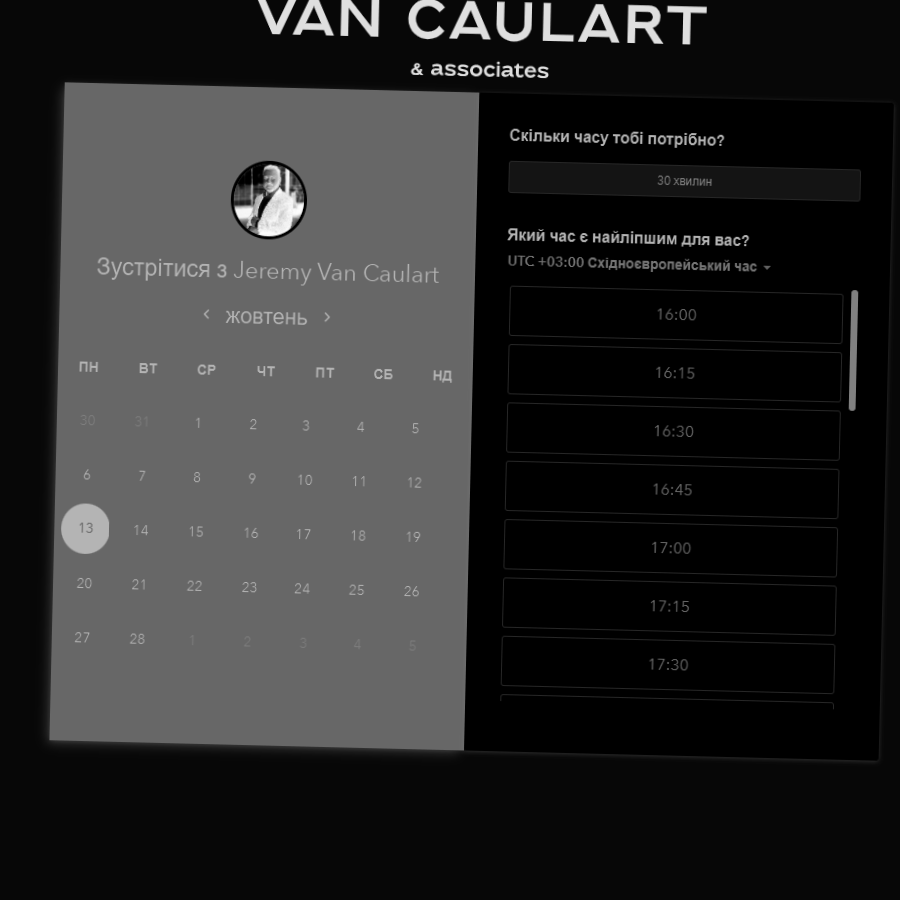 VAN CAULART
& associates
Зустрітися з Jeremy Van Caulart
жовтень
ПН ВТ СР ЧТ ПТ СБ НД
30 31 1 2 3 4 5
6 7 8 9 10 11 12
13 14 15 16 17 18 19
20 21 22 23 24 25 26
27 28 1 2 3 4 5
Скільки часу тобі потрібно?
30 хвилин
Який час є найліпшим для вас?
UTC +03:00 Східноєвропейський час
16:00
16:15
16:30
16:45
17:00
17:15
17:30